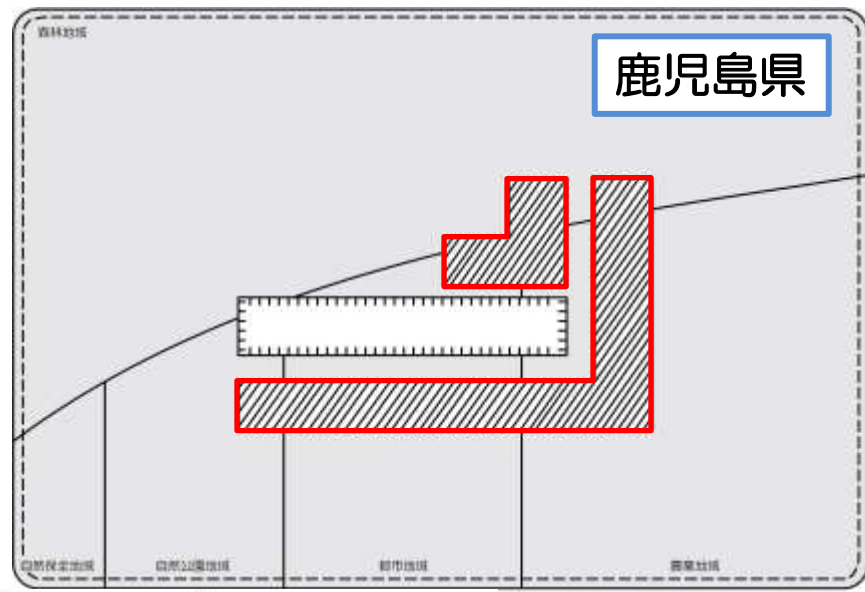 森林地域
鹿児島県
自然保全地域
自然公園地域
都市地域
農業地域